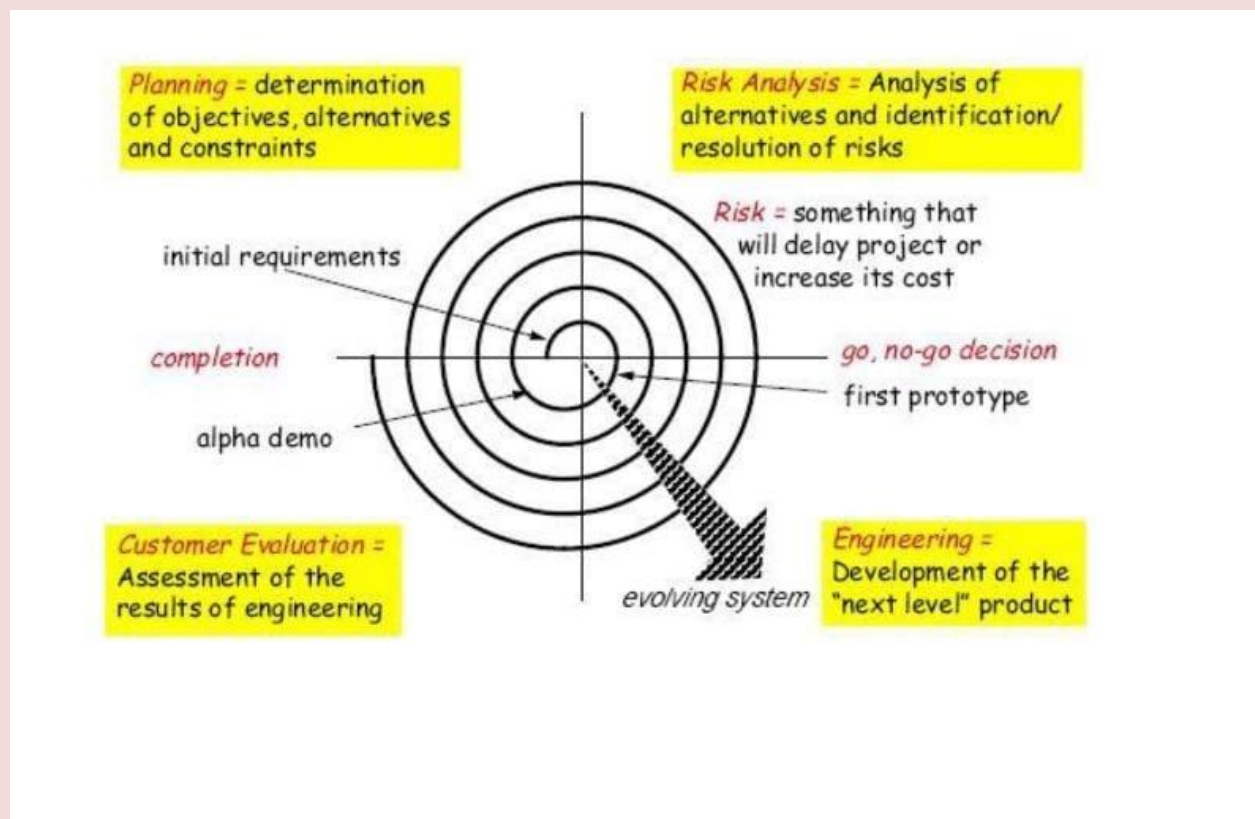 Planning = determination
of objectives, alternatives
and constraints
Risk Analysis = Analysis of
alternatives and identification/
resolution of risks
Risk = something that
will delay project or
increase its cost
initial requirements
completion
go, no-go decision
first prototype
alpha demo
Customer Evaluation =
Assessment of the
results of engineering
evolving system
Engineering =
Development of the
"next level" product